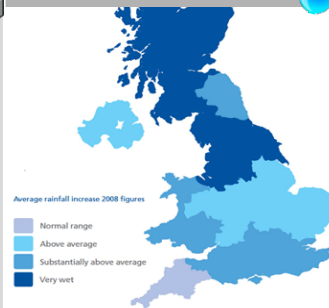 Average rainfall increase 2008 figures
Normal range
Above average
Substantially above average
Very wet